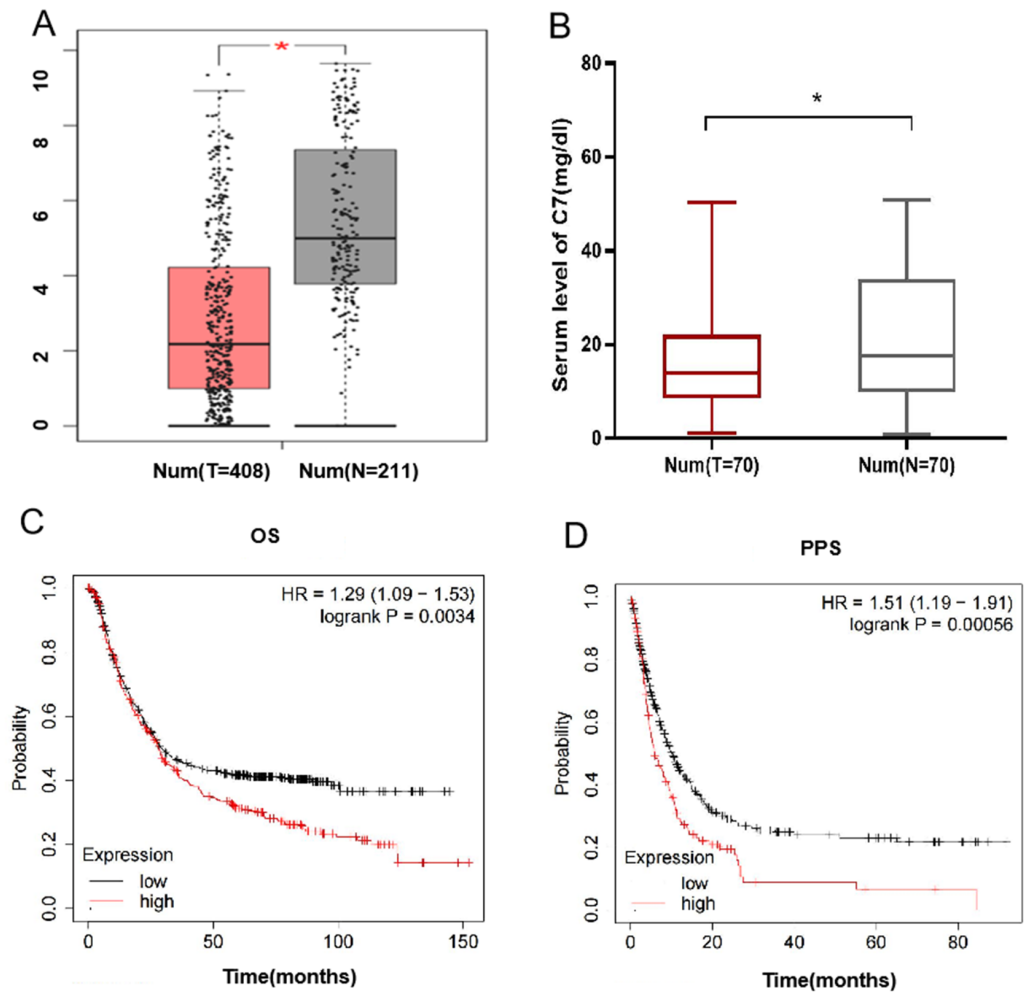 A
*
10
8
6
4
2
0
Num(T=408)
Num(N=211)
B
*
Serum level of C7(mg/dl)
80
60
40
20
0
Num(T=70)
Num(N=70)
C
OS
HR = 1.29 (1.09 − 1.53)
logrank P = 0.0034
Probability
1.0
0.8
0.6
0.4
0.2
0.0
Expression
low
high
0
50
100
150
Time(months)
D
PPS
HR = 1.51 (1.19 − 1.91)
logrank P = 0.00056
Probability
1.0
0.8
0.6
0.4
0.2
0.0
Expression
low
high
0
20
40
60
80
Time(months)